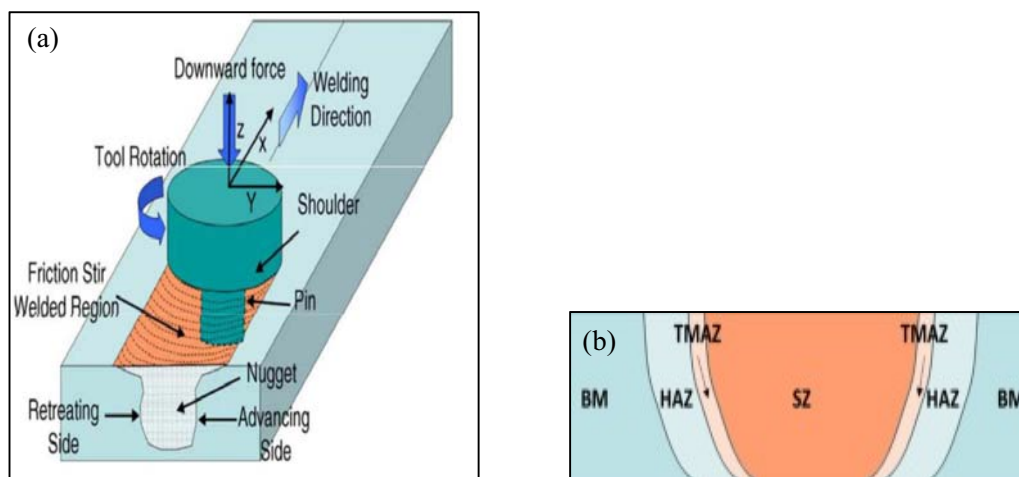 (a)
Downward force
Welding
Direction
z
X
Tool Rotation
Y
Shoulder
Friction Stir
Welded Region
Pin
Nugget
Retreating
Side
Advancing
Side
(b)
TMAZ
TMAZ
BM
HAZ
SZ
HAZ
BM